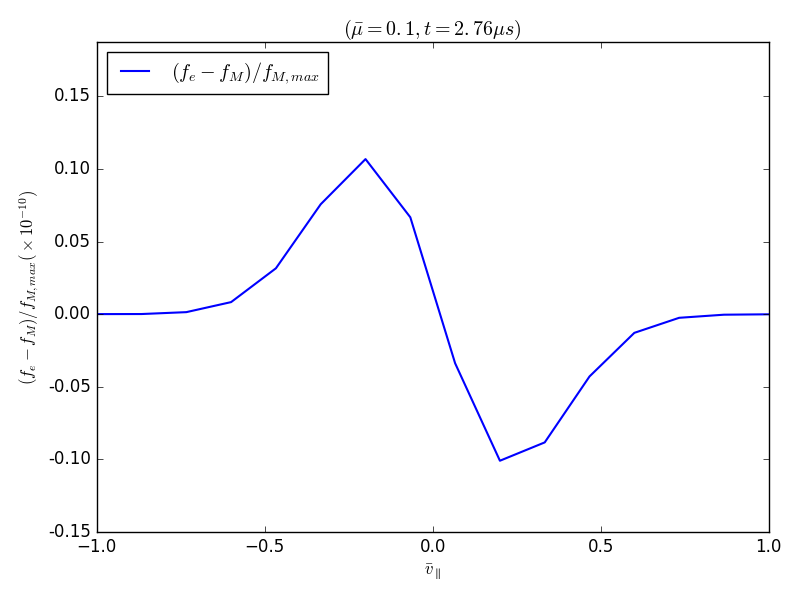 (μ̄ = 0.1, t = 2.76μs)
(f_e − f_M)/f_{M,max}
0.15
0.10
0.05
0.00
-0.05
-0.10
-0.15
(f_e − f_M)/f_{M,max}(×10^{−10})
−1.0 −0.5 0.0 0.5 1.0
v̄_∥